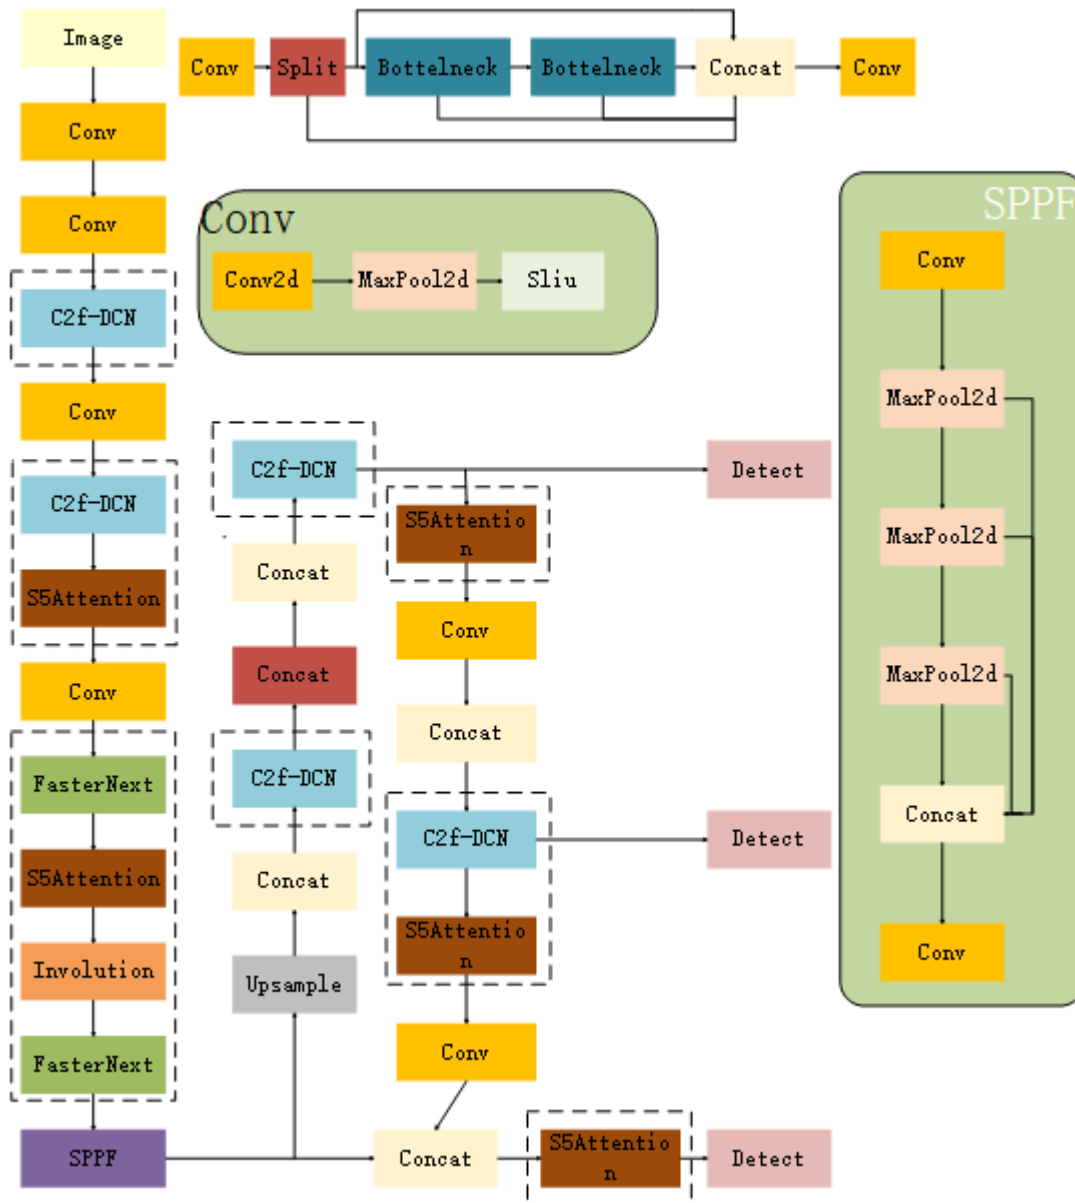 Image
Conv
Conv
C2f-DCN
Conv
C2f-DCN
S5Attention
Conv
FasterNext
S5Attention
Involution
FasterNext
SPPF
Conv
Split
Bottelneck
Bottelneck
Concat
Conv
Conv
Conv2d
MaxPool2d
Sliu
C2f-DCN
Concat
Concat
C2f-DCN
Concat
Upsample
S5Attentio
n
Conv
Concat
C2f-DCN
S5Attentio
n
Conv
Concat
S5Attentio
n
Detect
Detect
Detect
SPPF
Conv
MaxPool2d
MaxPool2d
MaxPool2d
Concat
Conv